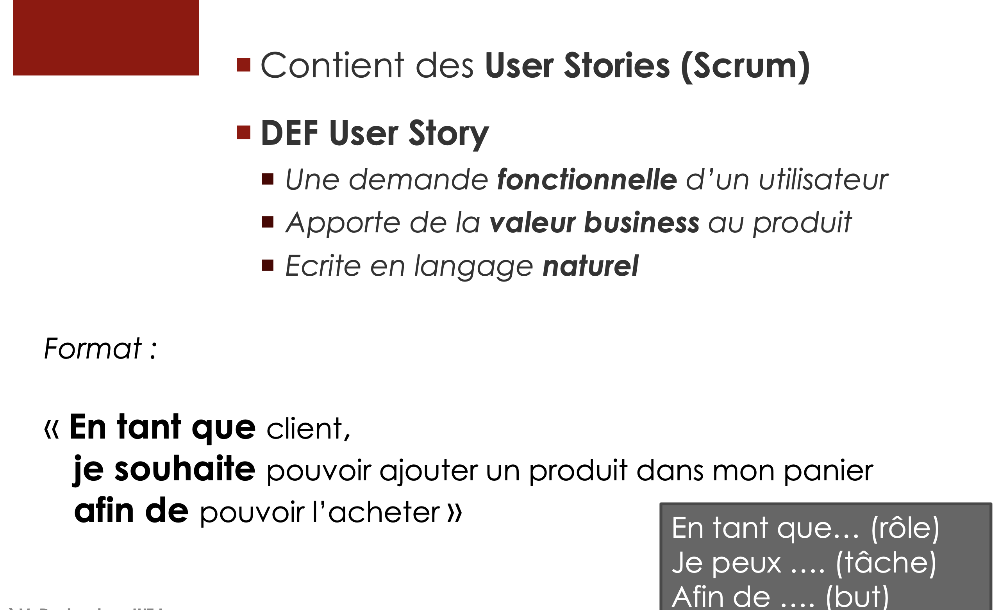 Contient des User Stories (Scrum)
DEF User Story
Une demande fonctionnelle d'un utilisateur
Apporte de la valeur business au produit
Ecrite en langage naturel
Format :
« En tant que client,
je souhaite pouvoir ajouter un produit dans mon panier
afin de pouvoir l'acheter »
En tant que... (rôle)
Je peux .... (tâche)
Afin de .... (but)